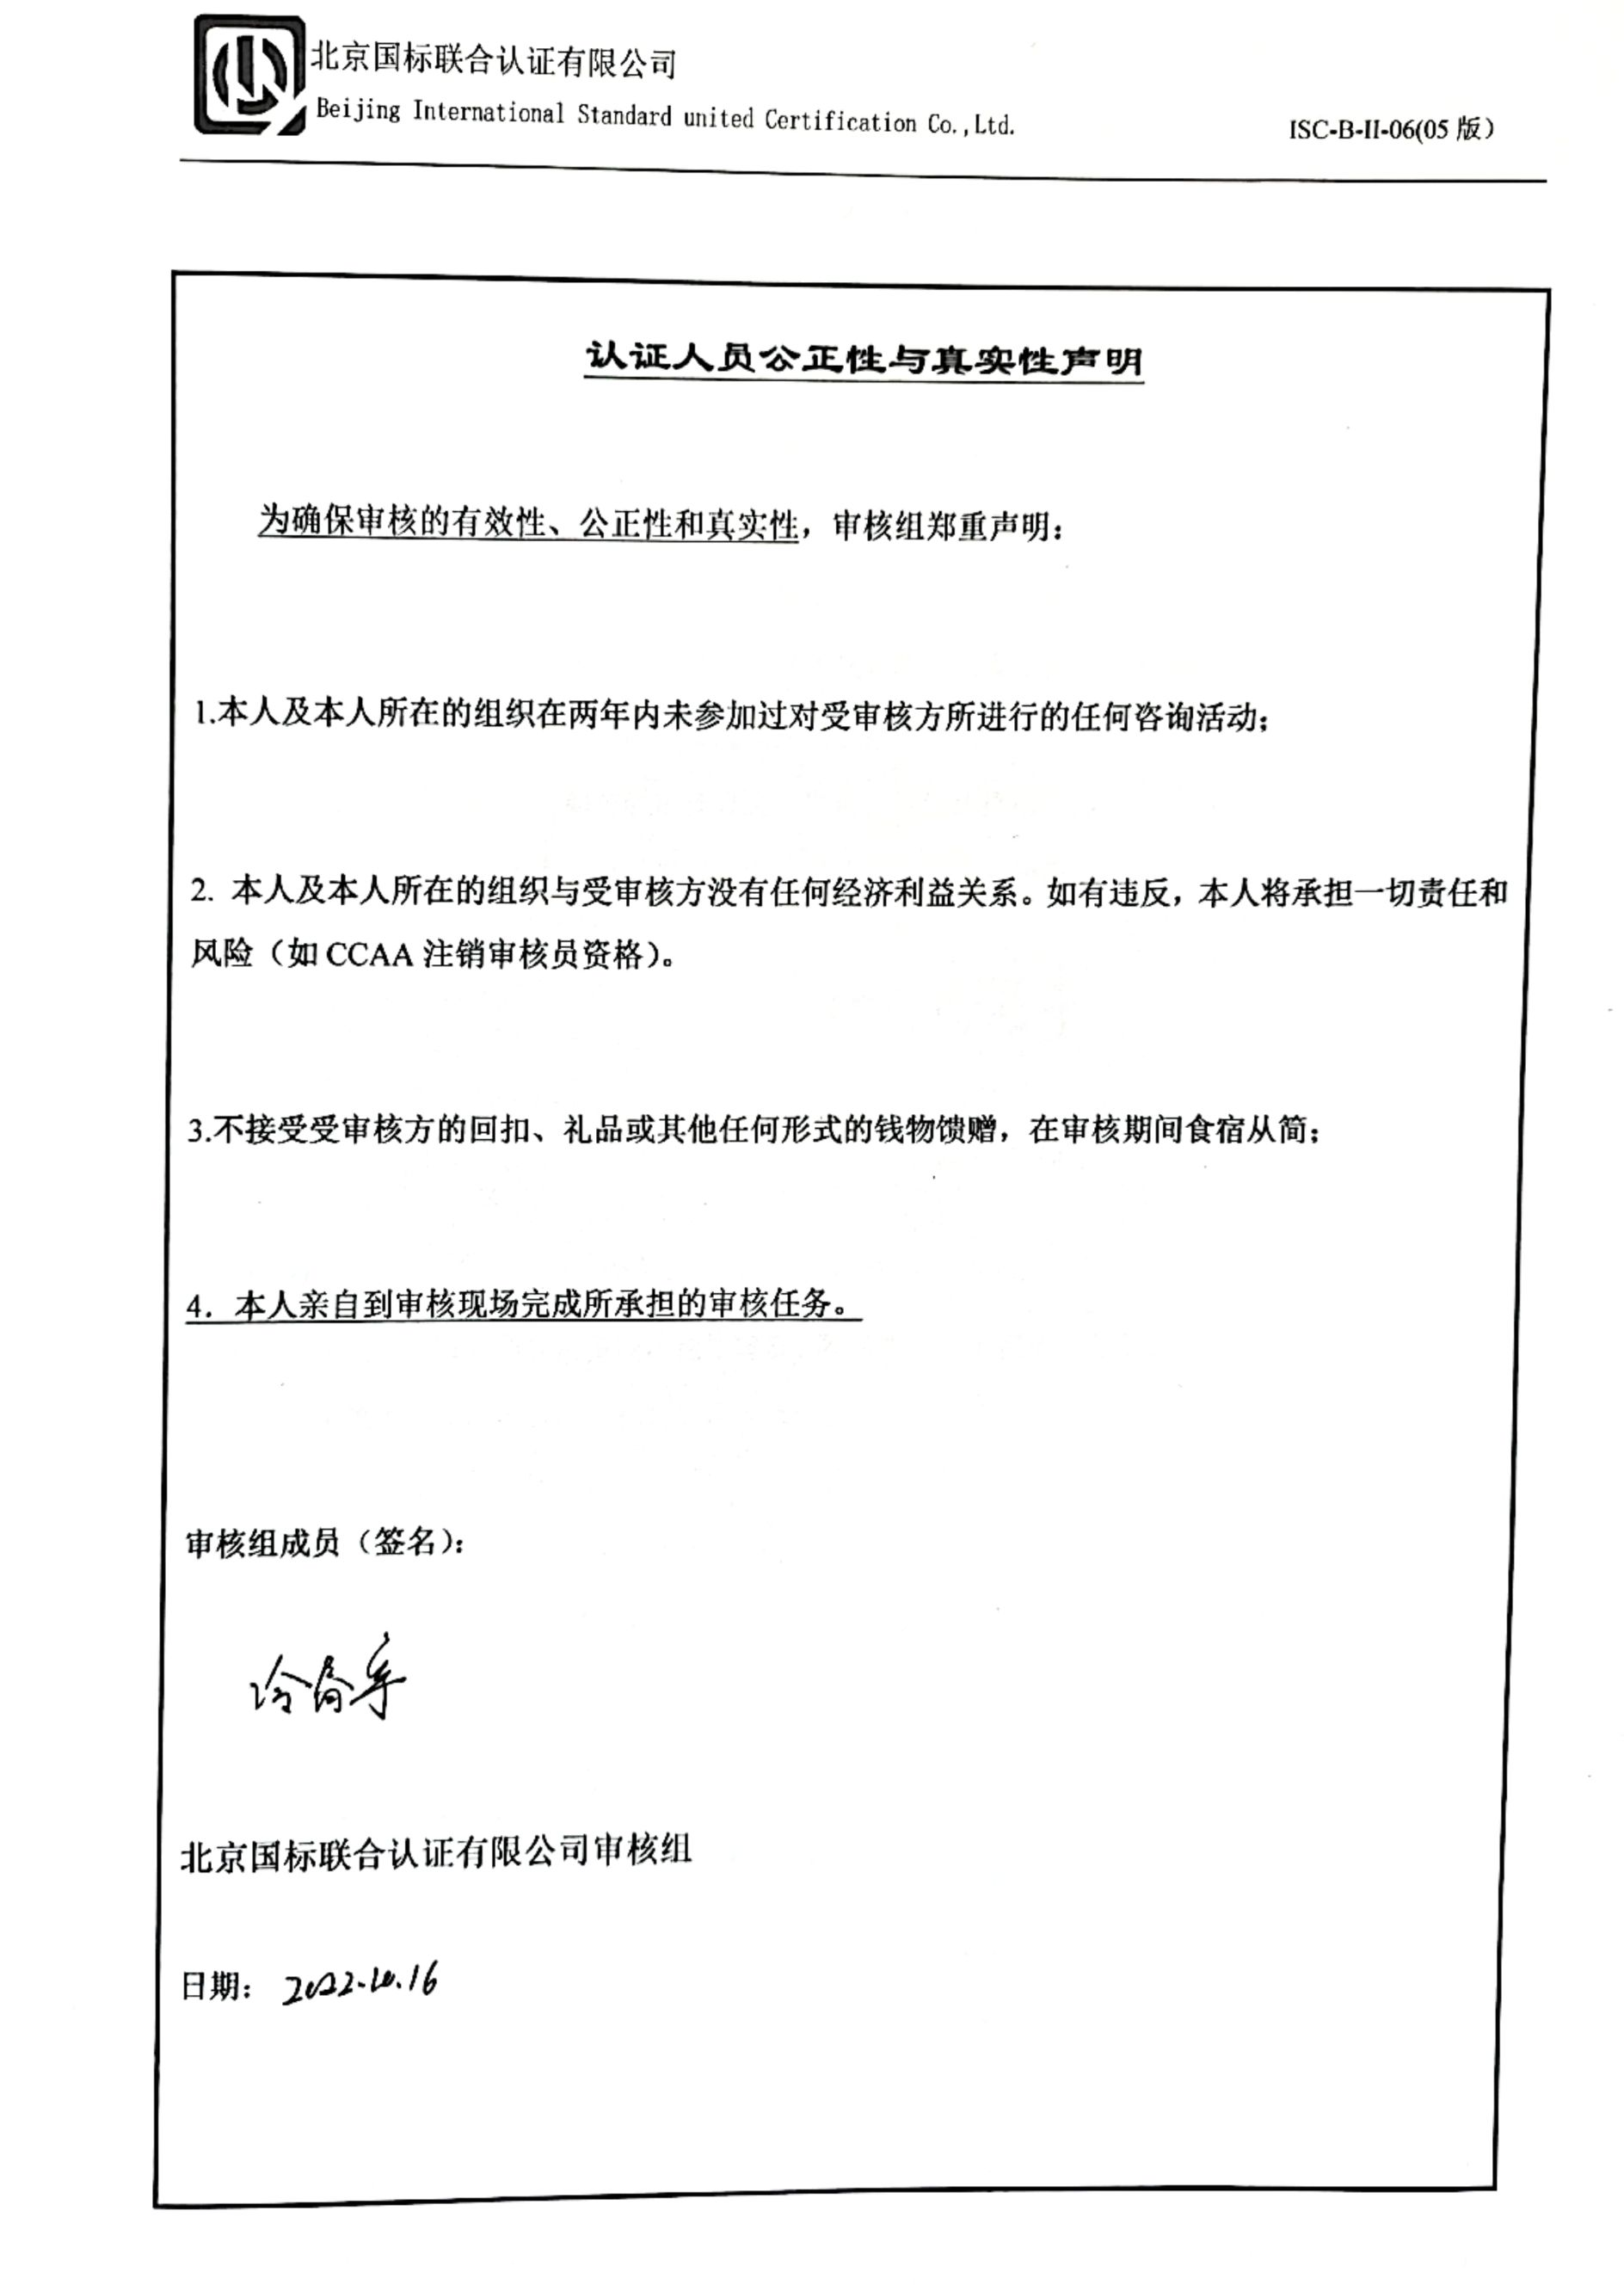 北京国标联合认证有限公司
Beijing International Standard united Certification Co.,Ltd.
ISC-B-II-06(05 版)
认证人员公正性与真实性声明
为确保审核的有效性、公正性和真实性，审核组郑重声明：
1.本人及本人所在的组织在两年内未参加过对受审核方所进行的任何咨询活动；
2. 本人及本人所在的组织与受审核方没有任何经济利益关系。如有违反，本人将承担一切责任和
风险（如 CCAA 注销审核员资格）。
3.不接受受审核方的回扣、礼品或其他任何形式的钱物馈赠，在审核期间食宿从简；
4．本人亲自到审核现场完成所承担的审核任务。
审核组成员（签名）：
北京国标联合认证有限公司审核组
日期： 2022.10.16